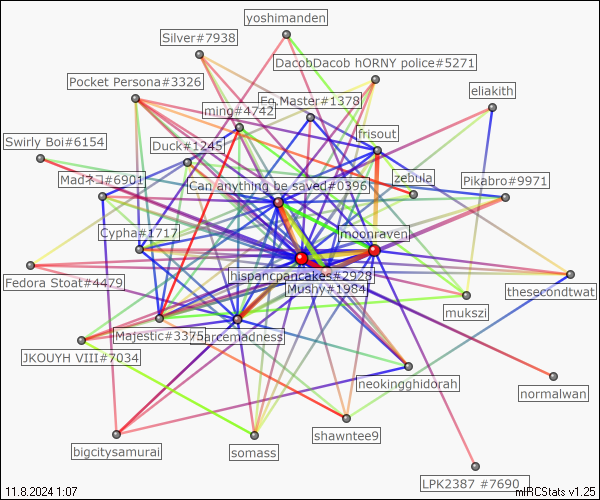 yoshimanden
Silver#7938
DacobDacob hORNY police#5271
Pocket Persona#3326
eliakith
Eq.Master#1378
ming#4742
frisout
Swirly Boi#6154
Duck#1245
zebula
Madネコ#6901
Can anything be saved#0396
Pikabro#9971
Cypha#1717
moonraven
hispancpancakes#2928
Fedora Stoat#4479
Mushy#1984
thesecondtwat
mukszi
Majestic#3375
arcemadness
JKOUYH VIII#7034
neokingghidorah
normalwan
shawntee9
bigcitysamurai
somass
LPK2387 #7690
11.8.2024 1:07
mIRCStats v1.25